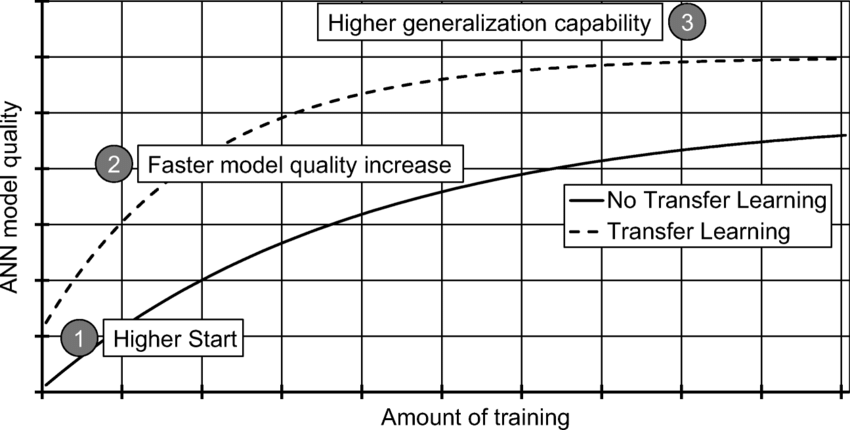 Higher generalization capability
3
2
Faster model quality increase
No Transfer Learning
Transfer Learning
1
Higher Start
ANN model quality
Amount of training